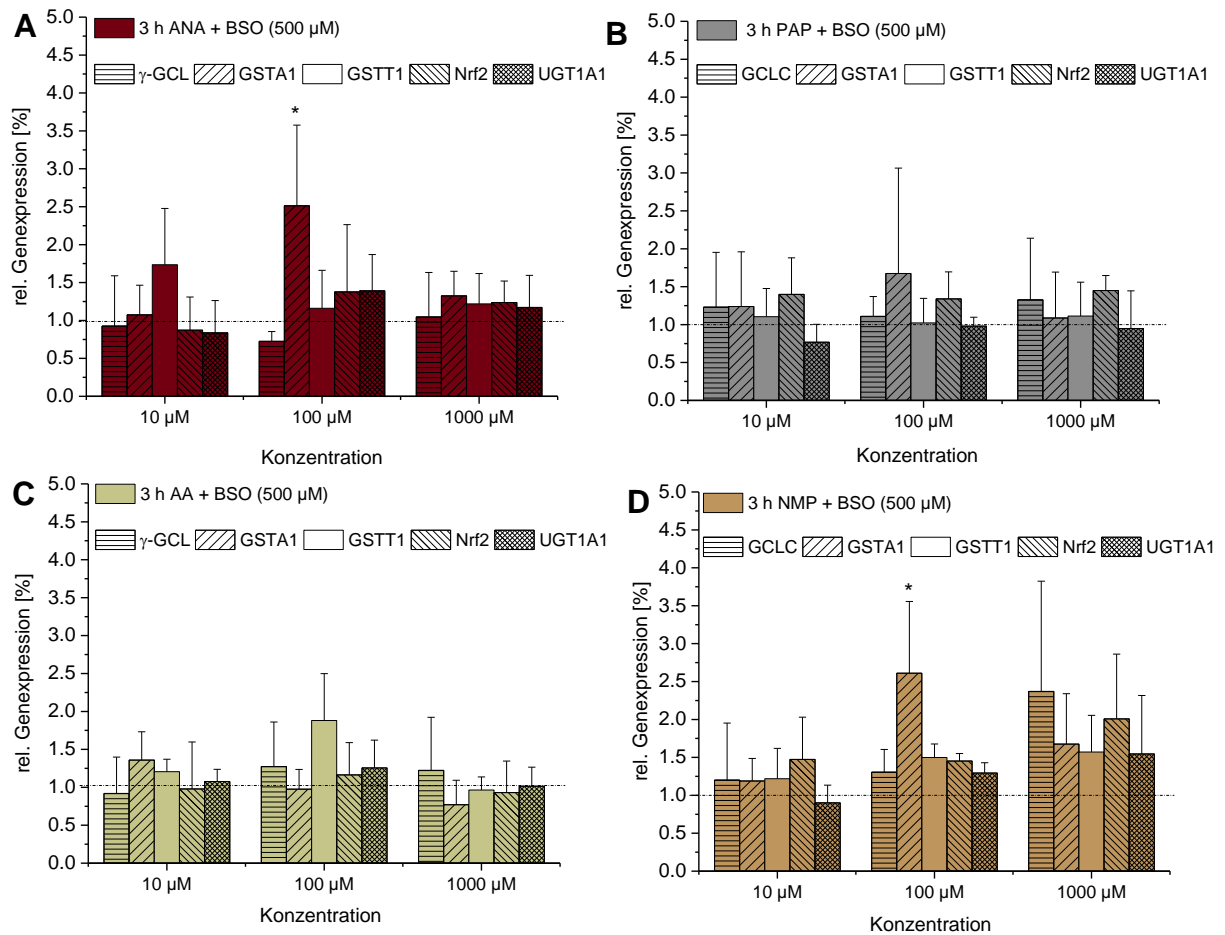 A
3 h ANA + BSO (500 µM)
γ-GCL GSTA1 GSTT1 Nrf2 UGT1A1
*
rel. Genexpression [%]
5.0
4.5
4.0
3.5
3.0
2.5
2.0
1.5
1.0
0.5
0.0
10 µM 100 µM 1000 µM
Konzentration
B
3 h PAP + BSO (500 µM)
GCLC GSTA1 GSTT1 Nrf2 UGT1A1
rel. Genexpression [%]
5.0
4.5
4.0
3.5
3.0
2.5
2.0
1.5
1.0
0.5
0.0
10 µM 100 µM 1000 µM
Konzentration
C
3 h AA + BSO (500 µM)
γ-GCL GSTA1 GSTT1 Nrf2 UGT1A1
rel. Genexpression [%]
5.0
4.5
4.0
3.5
3.0
2.5
2.0
1.5
1.0
0.5
0.0
10 µM 100 µM 1000 µM
Konzentration
D
3 h NMP + BSO (500 µM)
GCLC GSTA1 GSTT1 Nrf2 UGT1A1
*
rel. Genexpression [%]
5.0
4.5
4.0
3.5
3.0
2.5
2.0
1.5
1.0
0.5
0.0
10 µM 100 µM 1000 µM
Konzentration